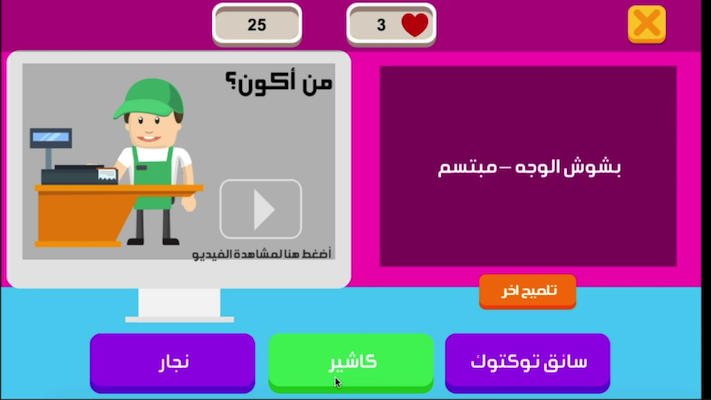 25
3
من أكون؟
أضغط هنا لمشاهدة الفيديو
بشوش الوجه – مبتسم
تلميح اخر
سائق توكتوك
كاشير
نجار